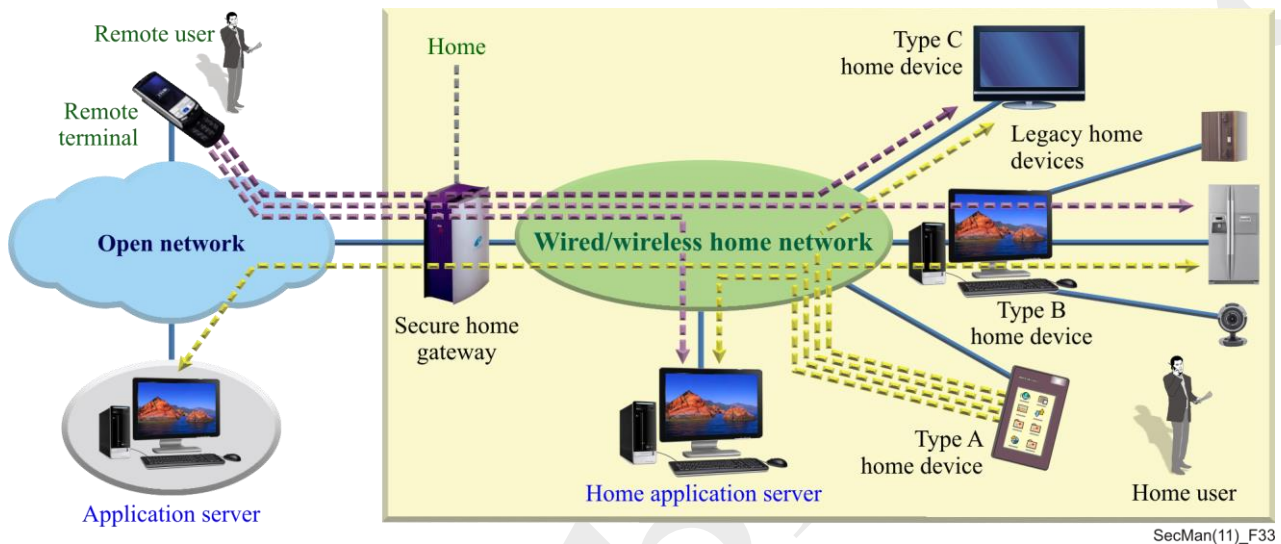 Remote user
Remote
terminal
Open network
Application server
Home
Secure home
gateway
Wired/wireless home network
Home application server
Type C
home device
Legacy home
devices
Type B
home device
Type A
home device
Home user
SecMan(11)_F33